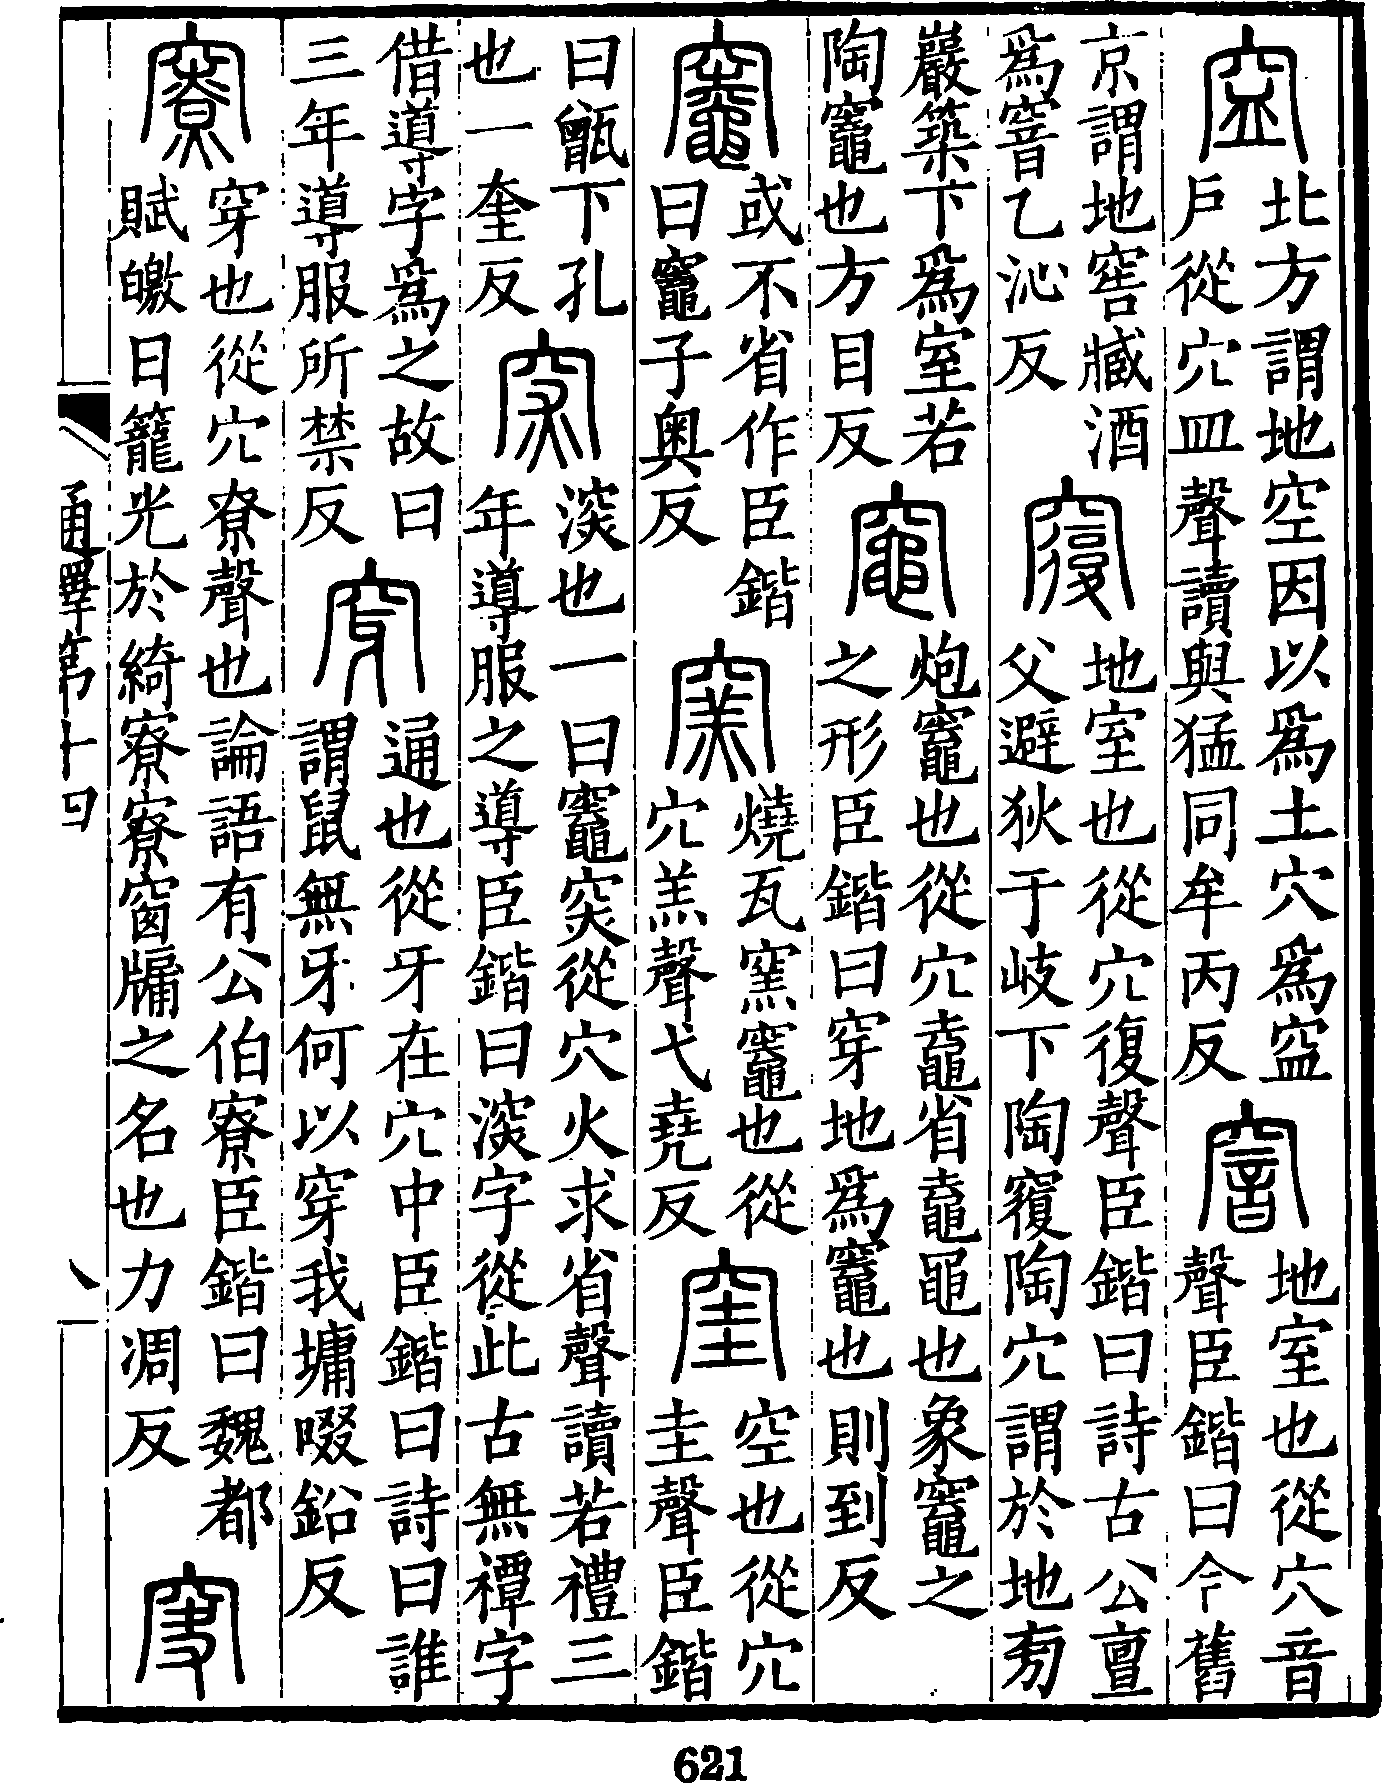 北方謂地空因以爲土穴爲
戶從穴皿聲讀與猛同牟丙反
窨
地室也從穴音
聲臣鍇曰今舊
京謂地窖藏酒
爲窨乙沁反
𥨍
地室也從穴復聲臣鍇曰詩古公亶
父避狄于岐下陶𥨍陶穴謂於地旁
巖築下爲室若
陶竈也方目反
竈
炮竈也從穴鼀省鼀黽也象竈之
之形臣鍇曰穿地爲竈也則到反
竈
或不省作臣鍇
曰竈子奧反
窯
燒瓦窯竈也從
穴羔聲弋堯反
窐
空也從穴
圭聲臣鍇
曰甑下孔
也一奎反
深也一曰竈突從穴火求省聲讀若禮三
年導服之導臣鍇曰深字從此古無禫字
借導字爲之故曰
三年導服所禁反
穿
通也從牙在穴中臣鍇曰詩曰誰
謂鼠無牙何以穿我墉啜鉛反
竂
穿也從穴尞聲也論語有公伯寮臣鍇曰魏都
賦皦日籠光於綺寮寮窗牖之名也力凋反
通釋第十四
621